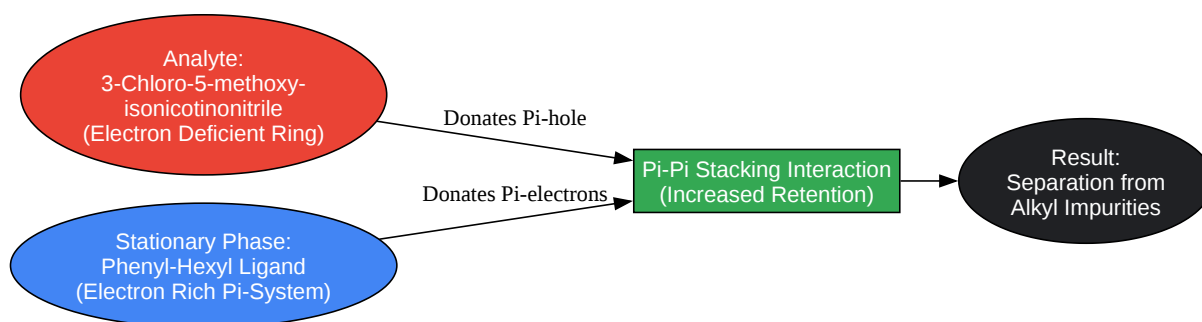 Analyte:
3-Chloro-5-methoxy-
isonicotinonitrile
(Electron Deficient Ring)
Donates Pi-hole
Stationary Phase:
Phenyl-Hexyl Ligand
(Electron Rich Pi-System)
Donates Pi-electrons
Pi-Pi Stacking Interaction
(Increased Retention)
Result:
Separation from
Alkyl Impurities